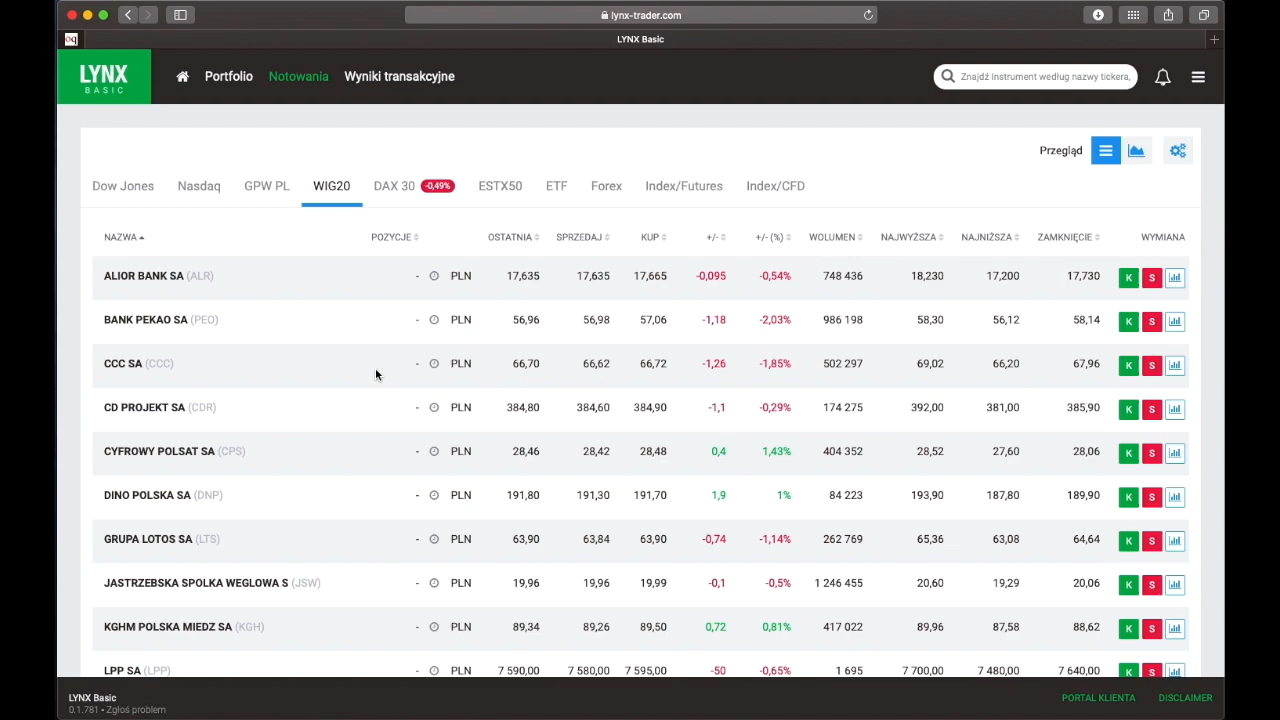 lynx-trader.com
oq
LYNX Basic
LYNX
BASIC
Portfolio Notowania Wyniki transakcyjne
Znajdź instrument według nazwy tickera,
Przegląd
Dow Jones Nasdaq GPW PL WIG20 DAX 30 -0,49% ESTX50 ETF Forex Index/Futures Index/CFD
NAZWA POZYCJE OSTATNIA SPRZEDAJ KUP +/- +/- (%) WOLUMEN NAJWYŻSZA NAJNIŻSZA ZAMKNIĘCIE WYMIANA
ALIOR BANK SA (ALR) - PLN 17,635 17,635 17,665 -0,095 -0,54% 748 436 18,230 17,200 17,730 K S
BANK PEKAO SA (PEO) - PLN 56,96 56,98 57,06 -1,18 -2,03% 986 198 58,30 56,12 58,14 K S
CCC SA (CCC) - PLN 66,70 66,62 66,72 -1,26 -1,85% 502 297 69,02 66,20 67,96 K S
CD PROJEKT SA (CDR) - PLN 384,80 384,60 384,90 -1,1 -0,29% 174 275 392,00 381,00 385,90 K S
CYFROWY POLSAT SA (CPS) - PLN 28,46 28,42 28,48 0,4 1,43% 404 352 28,52 27,60 28,06 K S
DINO POLSKA SA (DNP) - PLN 191,80 191,30 191,70 1,9 1% 84 223 193,90 187,80 189,90 K S
GRUPA LOTOS SA (LTS) - PLN 63,90 63,84 63,90 -0,74 -1,14% 262 769 65,36 63,08 64,64 K S
JASTRZEBSKA SPOLKA WEGLOWA S (JSW) - PLN 19,96 19,96 19,99 -0,1 -0,5% 1 246 455 20,60 19,29 20,06 K S
KGHM POLSKA MIEDZ SA (KGH) - PLN 89,34 89,26 89,50 0,72 0,81% 417 022 89,96 87,58 88,62 K S
LPP SA (LPP) - PLN 7 590,00 7 580,00 7 595,00 -50 -0,65% 1 695 7 700,00 7 480,00 7 640,00 K S
LYNX Basic
0.1.781 • Zgłoś problem
PORTAL KLIENTA DISCLAIMER